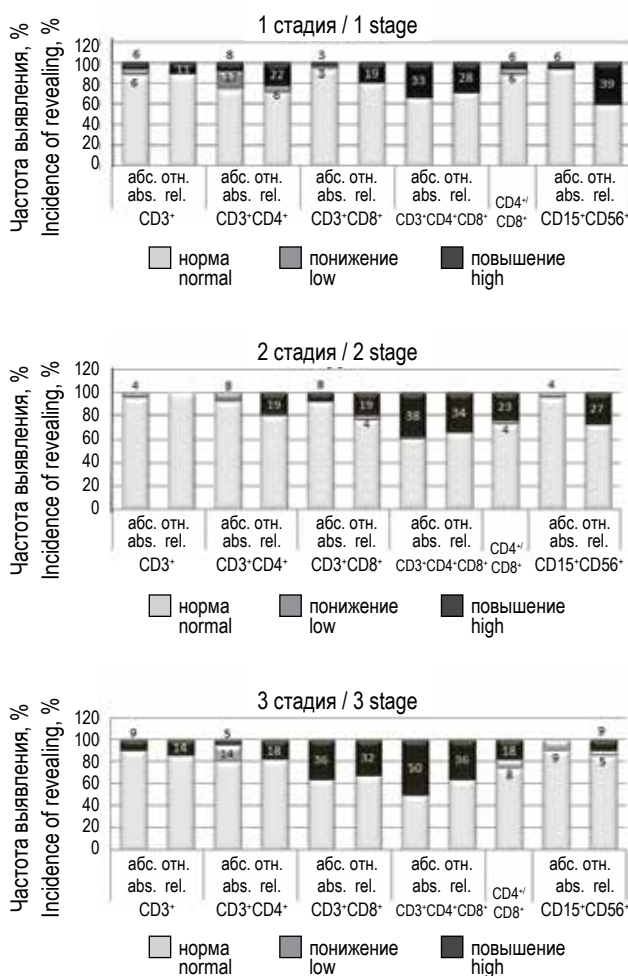 1 стадия / 1 stage
Частота выявления, %
Incidence of revealing, %
120
100
80
60
40
20
0
6
6
11
8
17
22
6
3
3
19
33
28
6
6
6
39
абс. отн. абс. отн. абс. отн. абс. отн. абс. отн.
abs. rel. abs. rel. abs. rel. abs. rel. abs. rel.
CD3⁺ CD3⁺CD4⁺ CD3⁺CD8⁺ CD3⁺CD4⁺CD8⁺ CD4⁺/ CD15⁺CD56⁺
CD8⁺
норма понижение повышение
normal low high
2 стадия / 2 stage
Частота выявления, %
Incidence of revealing, %
120
100
80
60
40
20
0
4
8
19
8
19
4
38
34
23
4
4
27
абс. отн. абс. отн. абс. отн. абс. отн. абс. отн.
abs. rel. abs. rel. abs. rel. abs. rel. abs. rel.
CD3⁺ CD3⁺CD4⁺ CD3⁺CD8⁺ CD3⁺CD4⁺CD8⁺ CD4⁺/ CD15⁺CD56⁺
CD8⁺
норма понижение повышение
normal low high
3 стадия / 3 stage
Частота выявления, %
Incidence of revealing, %
120
100
80
60
40
20
0
9
14
5
14
18
36
32
50
36
18
8
9
9
5
абс. отн. абс. отн. абс. отн. абс. отн. абс. отн.
abs. rel. abs. rel. abs. rel. abs. rel. abs. rel.
CD3⁺ CD3⁺CD4⁺ CD3⁺CD8⁺ CD3⁺CD4⁺CD8⁺ CD4⁺/ CD15⁺CD56⁺
CD8⁺
норма понижение повышение
normal low high